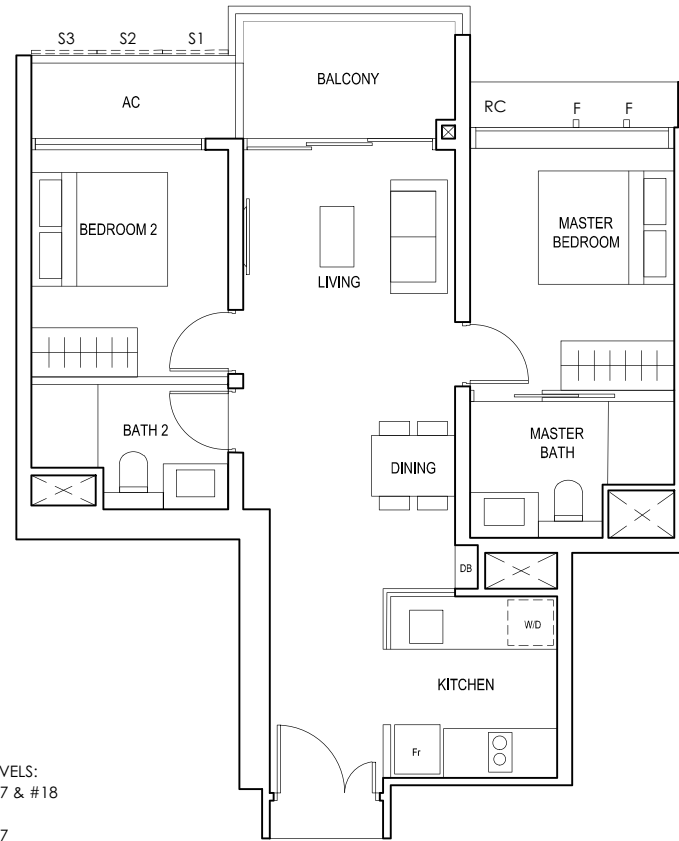 S3 S2 S1
BALCONY
AC
RC F F
BEDROOM 2
MASTER
BEDROOM
LIVING
BATH 2
MASTER
BATH
DINING
DB
W/D
KITCHEN
Fr
VELS:
7 & #18
7